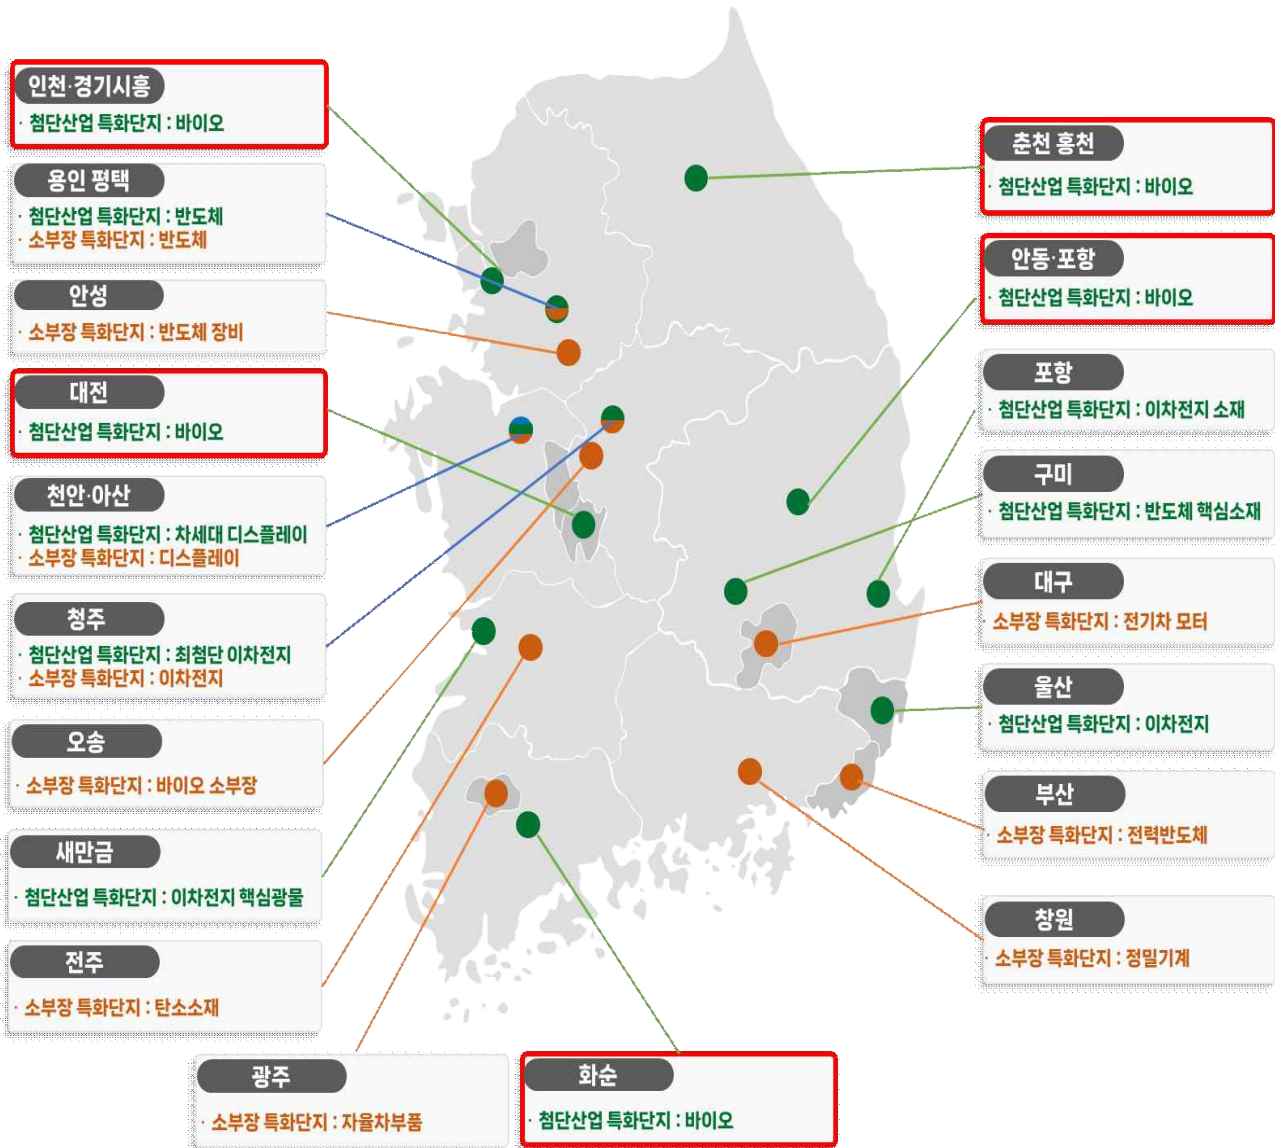 인천·경기시흥
· 첨단산업 특화단지 : 바이오
용인 평택
· 첨단산업 특화단지 : 반도체
· 소부장 특화단지 : 반도체
안성
· 소부장 특화단지 : 반도체 장비
대전
· 첨단산업 특화단지 : 바이오
천안·아산
· 첨단산업 특화단지 : 차세대 디스플레이
· 소부장 특화단지 : 디스플레이
청주
· 첨단산업 특화단지 : 최첨단 이차전지
· 소부장 특화단지 : 이차전지
오송
· 소부장 특화단지 : 바이오 소부장
새만금
· 첨단산업 특화단지 : 이차전지 핵심광물
전주
· 소부장 특화단지 : 탄소소재
광주
· 소부장 특화단지 : 자율차부품
화순
· 첨단산업 특화단지 : 바이오
춘천 홍천
· 첨단산업 특화단지 : 바이오
안동·포항
· 첨단산업 특화단지 : 바이오
포항
· 첨단산업 특화단지 : 이차전지 소재
구미
· 첨단산업 특화단지 : 반도체 핵심소재
대구
· 소부장 특화단지 : 전기차 모터
울산
· 첨단산업 특화단지 : 이차전지
부산
· 소부장 특화단지 : 전력반도체
창원
· 소부장 특화단지 : 정밀기계